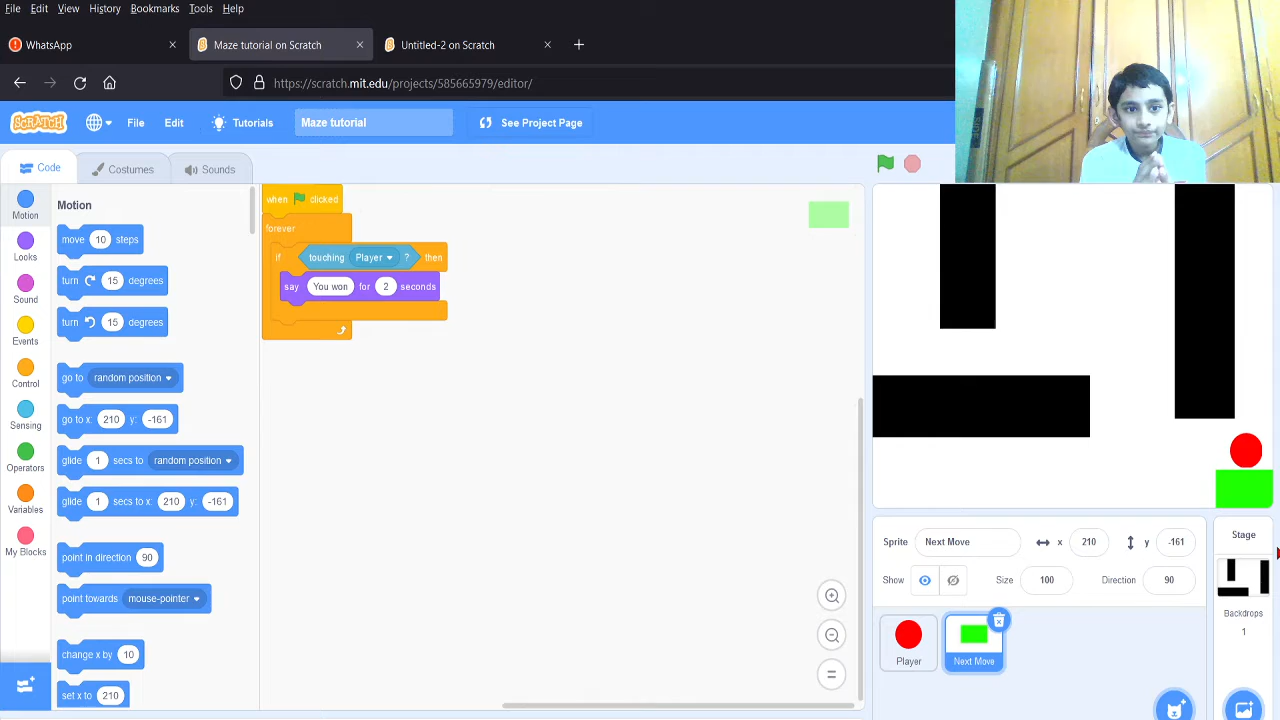 File Edit View History Bookmarks Tools Help
WhatsApp Maze tutorial on Scratch Untitled-2 on Scratch
https://scratch.mit.edu/projects/585665979/editor/
SCRATCH File Edit Tutorials Maze tutorial See Project Page
Code Costumes Sounds
Motion
Looks
Sound
Events
Control
Sensing
Operators
Variables
My Blocks
Motion
move 10 steps
turn 15 degrees
turn 15 degrees
go to random position
go to x: 210 y: -161
glide 1 secs to random position
glide 1 secs to x: 210 y: -161
point in direction 90
point towards mouse-pointer
change x by 10
set x to 210
when clicked
forever
if touching Player ? then
say You won for 2 seconds
Sprite Next Move x 210 y -161
Show Size 100 Direction 90
Player Next Move
Stage
Backdrops
1